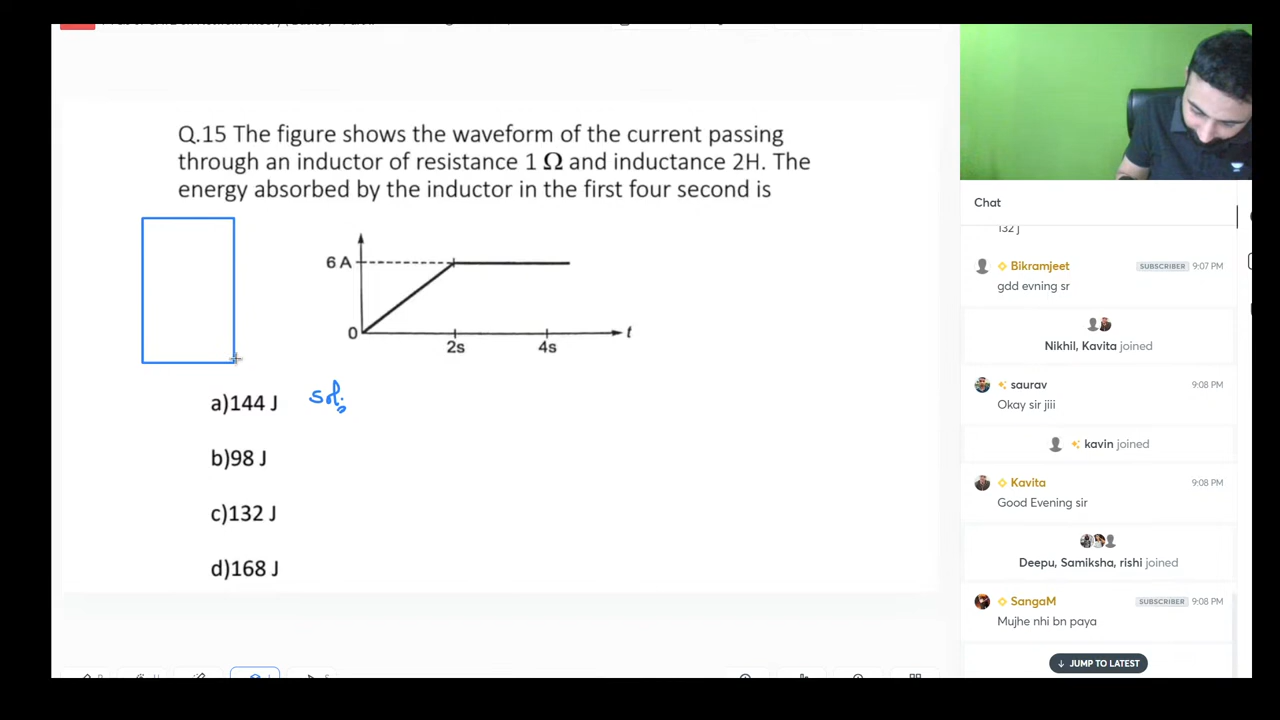 Q.15 The figure shows the waveform of the current passing
through an inductor of resistance 1 Ω and inductance 2H. The
energy absorbed by the inductor in the first four second is
6 A
0
2s
4s
t
a)144 J
sol:
b)98 J
c)132 J
d)168 J
Chat
132 j
Bikramjeet
SUBSCRIBER 9:07 PM
gdd evning sr
Nikhil, Kavita joined
saurav
9:08 PM
Okay sir jiii
kavin joined
Kavita
9:08 PM
Good Evening sir
Deepu, Samiksha, rishi joined
SangaM
SUBSCRIBER 9:08 PM
Mujhe nhi bn paya
↓ JUMP TO LATEST